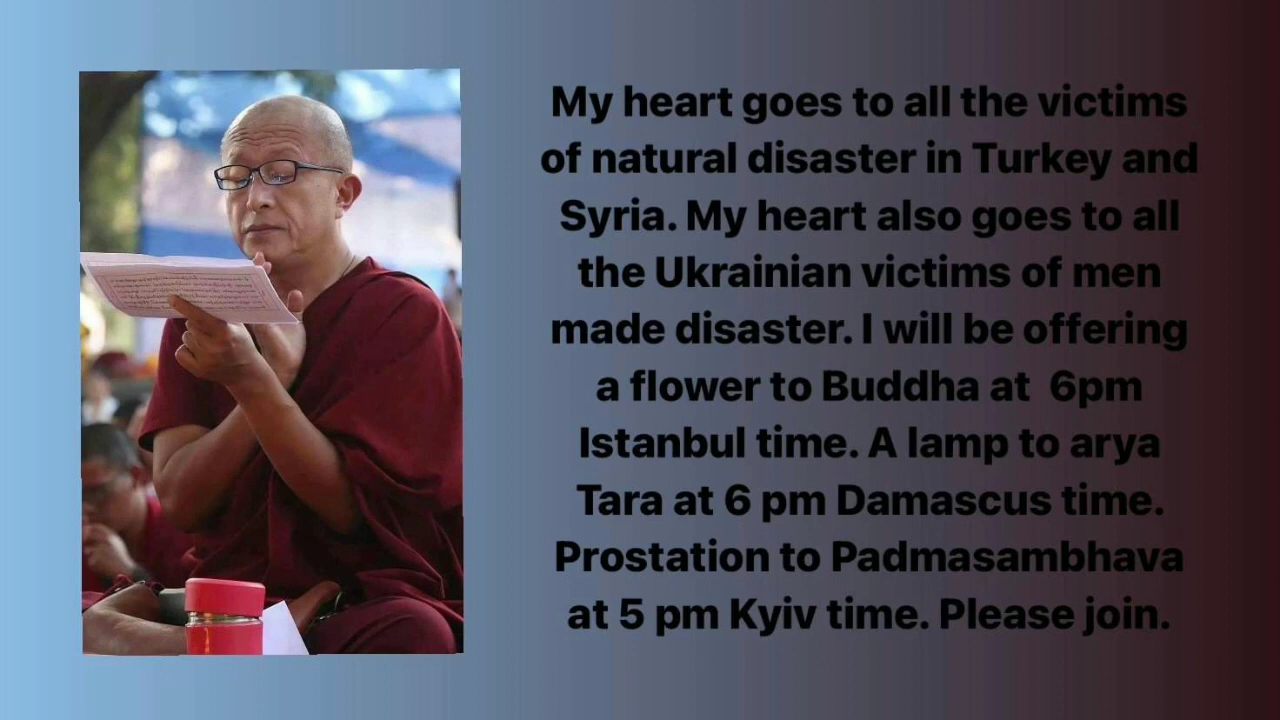 My heart goes to all the victims
of natural disaster in Turkey and
Syria. My heart also goes to all
the Ukrainian victims of men
made disaster. I will be offering
a flower to Buddha at  6pm
Istanbul time. A lamp to arya
Tara at 6 pm Damascus time.
Prostation to Padmasambhava
at 5 pm Kyiv time. Please join.